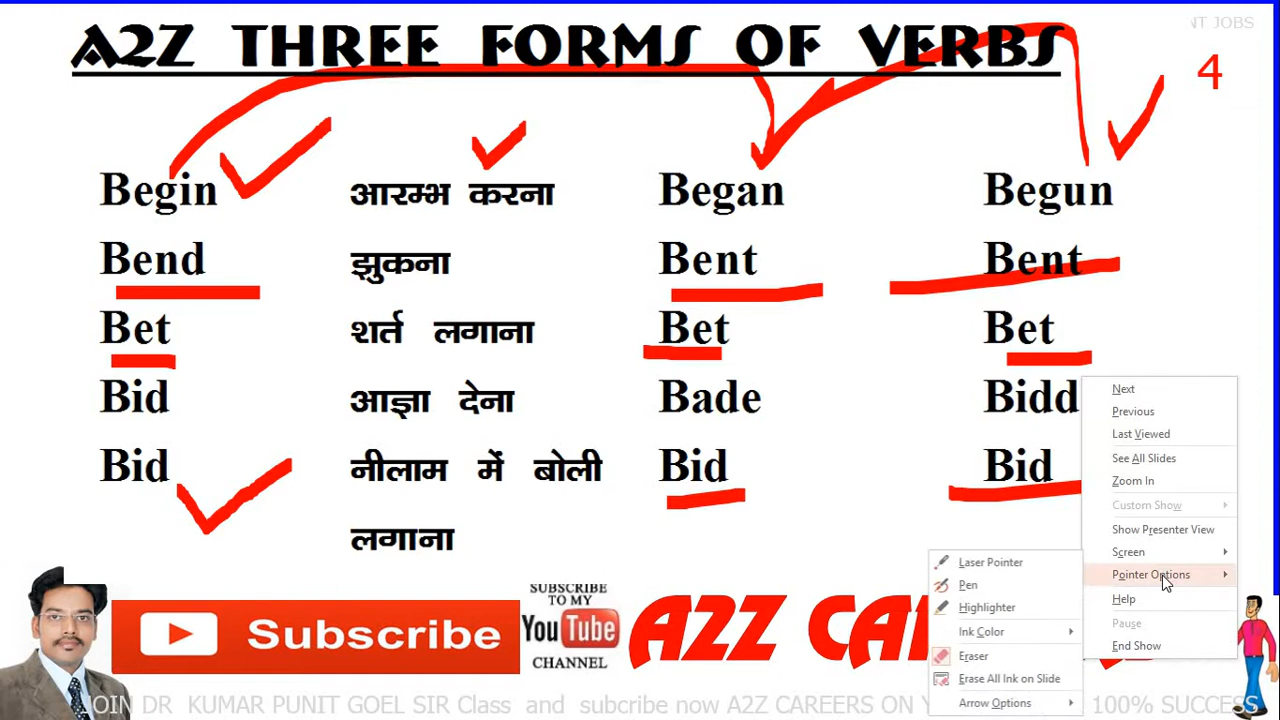 NT JOBS
A2Z THREE FORMS OF VERBS
4
Begin आरम्भ करना Began Begun
Bend झुकना Bent Bent
Bet शर्त लगाना Bet Bet
Bid आज्ञा देना Bade Bidd
Bid नीलाम में बोली Bid Bid
लगाना
Next
Previous
Last Viewed
See All Slides
Zoom In
Custom Show
Show Presenter View
Screen
Pointer Options
Help
Pause
End Show
Laser Pointer
Pen
Highlighter
Ink Color
Eraser
Erase All Ink on Slide
Arrow Options
Subscribe
SUBSCRIBE
TO MY
YouTube
CHANNEL
A2Z CA
OIN DR KUMAR PUNIT GOEL SIR Class and subcribe now A2Z CAREERS ON Y 100% SUCCESS